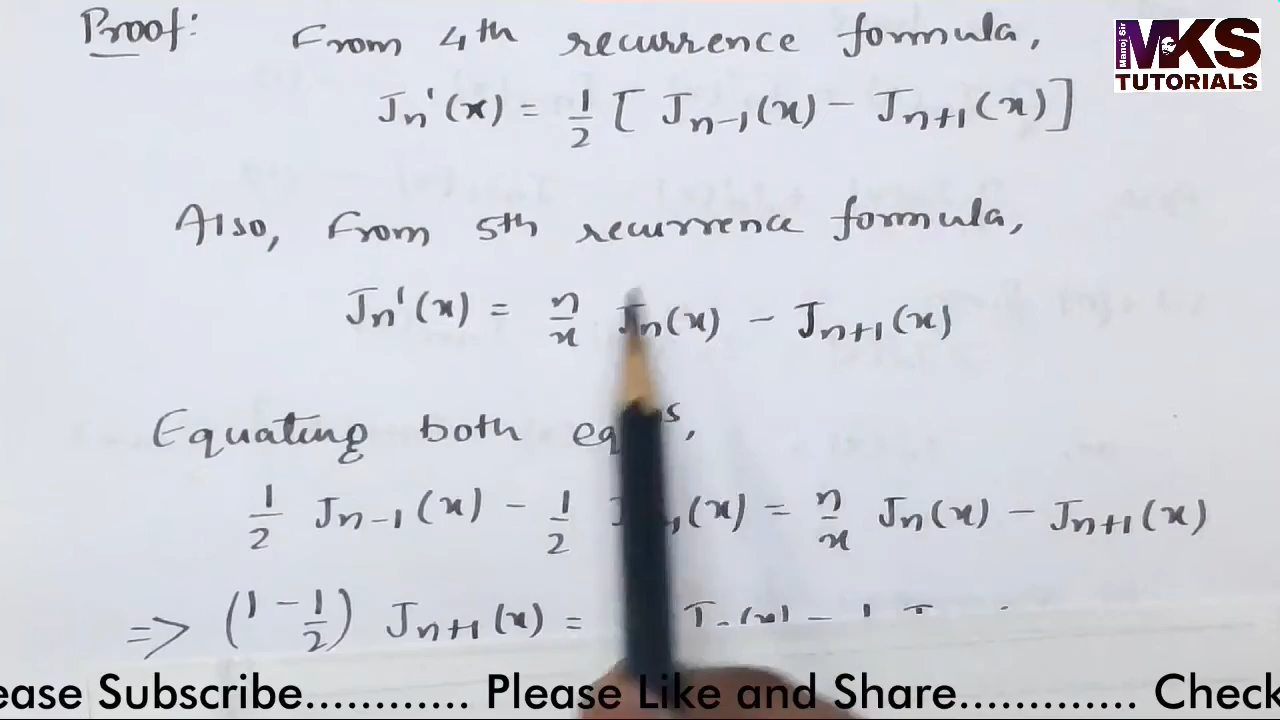 Proof: From 4th recurrence formula,
Jn'(x) = 1/2 [ Jn-1(x) - Jn+1(x)]
Also, From 5th recurrence formula,
Jn'(x) = n/x Jn(x) - Jn+1(x)
Equating both
1/2 Jn-1(x) - 1/2 (x) = n/x Jn(x) - Jn+1(x)
=> (1 - 1/2) Jn+1(x) =
Manoj Sir
MKS
TUTORIALS
ease Subscribe............ Please Like and Share............. Check